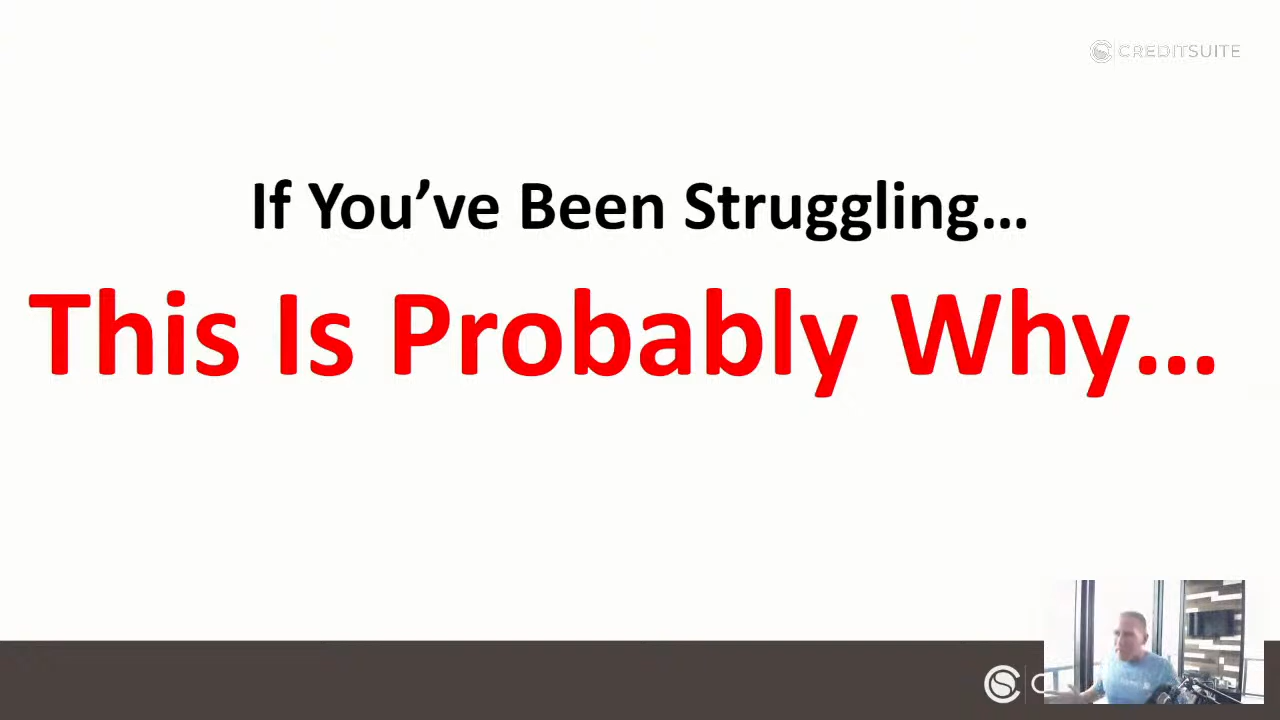 CREDITSUITE
If You’ve Been Struggling…
This Is Probably Why…